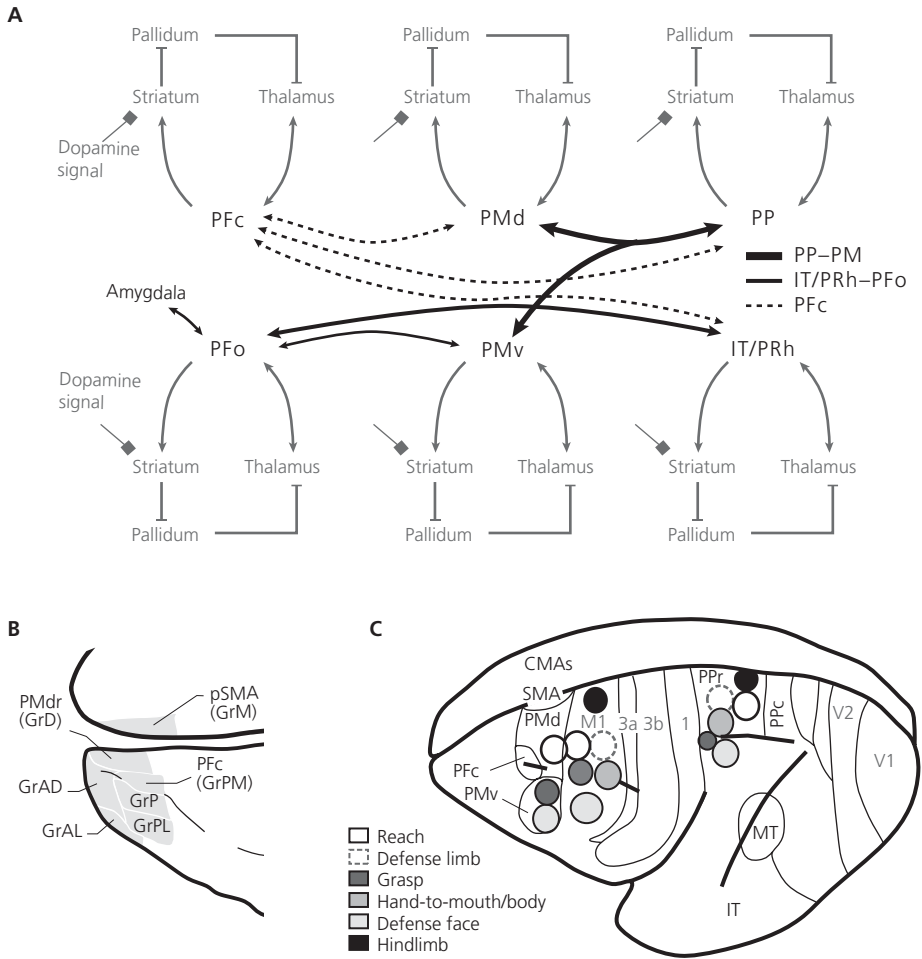 A
Pallidum
Pallidum
Pallidum
Striatum
Thalamus
Striatum
Thalamus
Striatum
Thalamus
Dopamine
signal
PFc
PMd
PP
PP–PM
IT/PRh–PFo
PFc
Amygdala
PFo
PMv
IT/PRh
Dopamine
signal
Striatum
Thalamus
Striatum
Thalamus
Striatum
Thalamus
Pallidum
Pallidum
Pallidum
B
PMdr
(GrD)
pSMA
(GrM)
PFc
(GrPM)
GrAD
GrP
GrAL
GrPL
C
CMAs
SMA
PMd
M1
3a
3b
1
PPr
PPc
V2
V1
PFc
PMv
MT
IT
Reach
Defense limb
Grasp
Hand-to-mouth/body
Defense face
Hindlimb